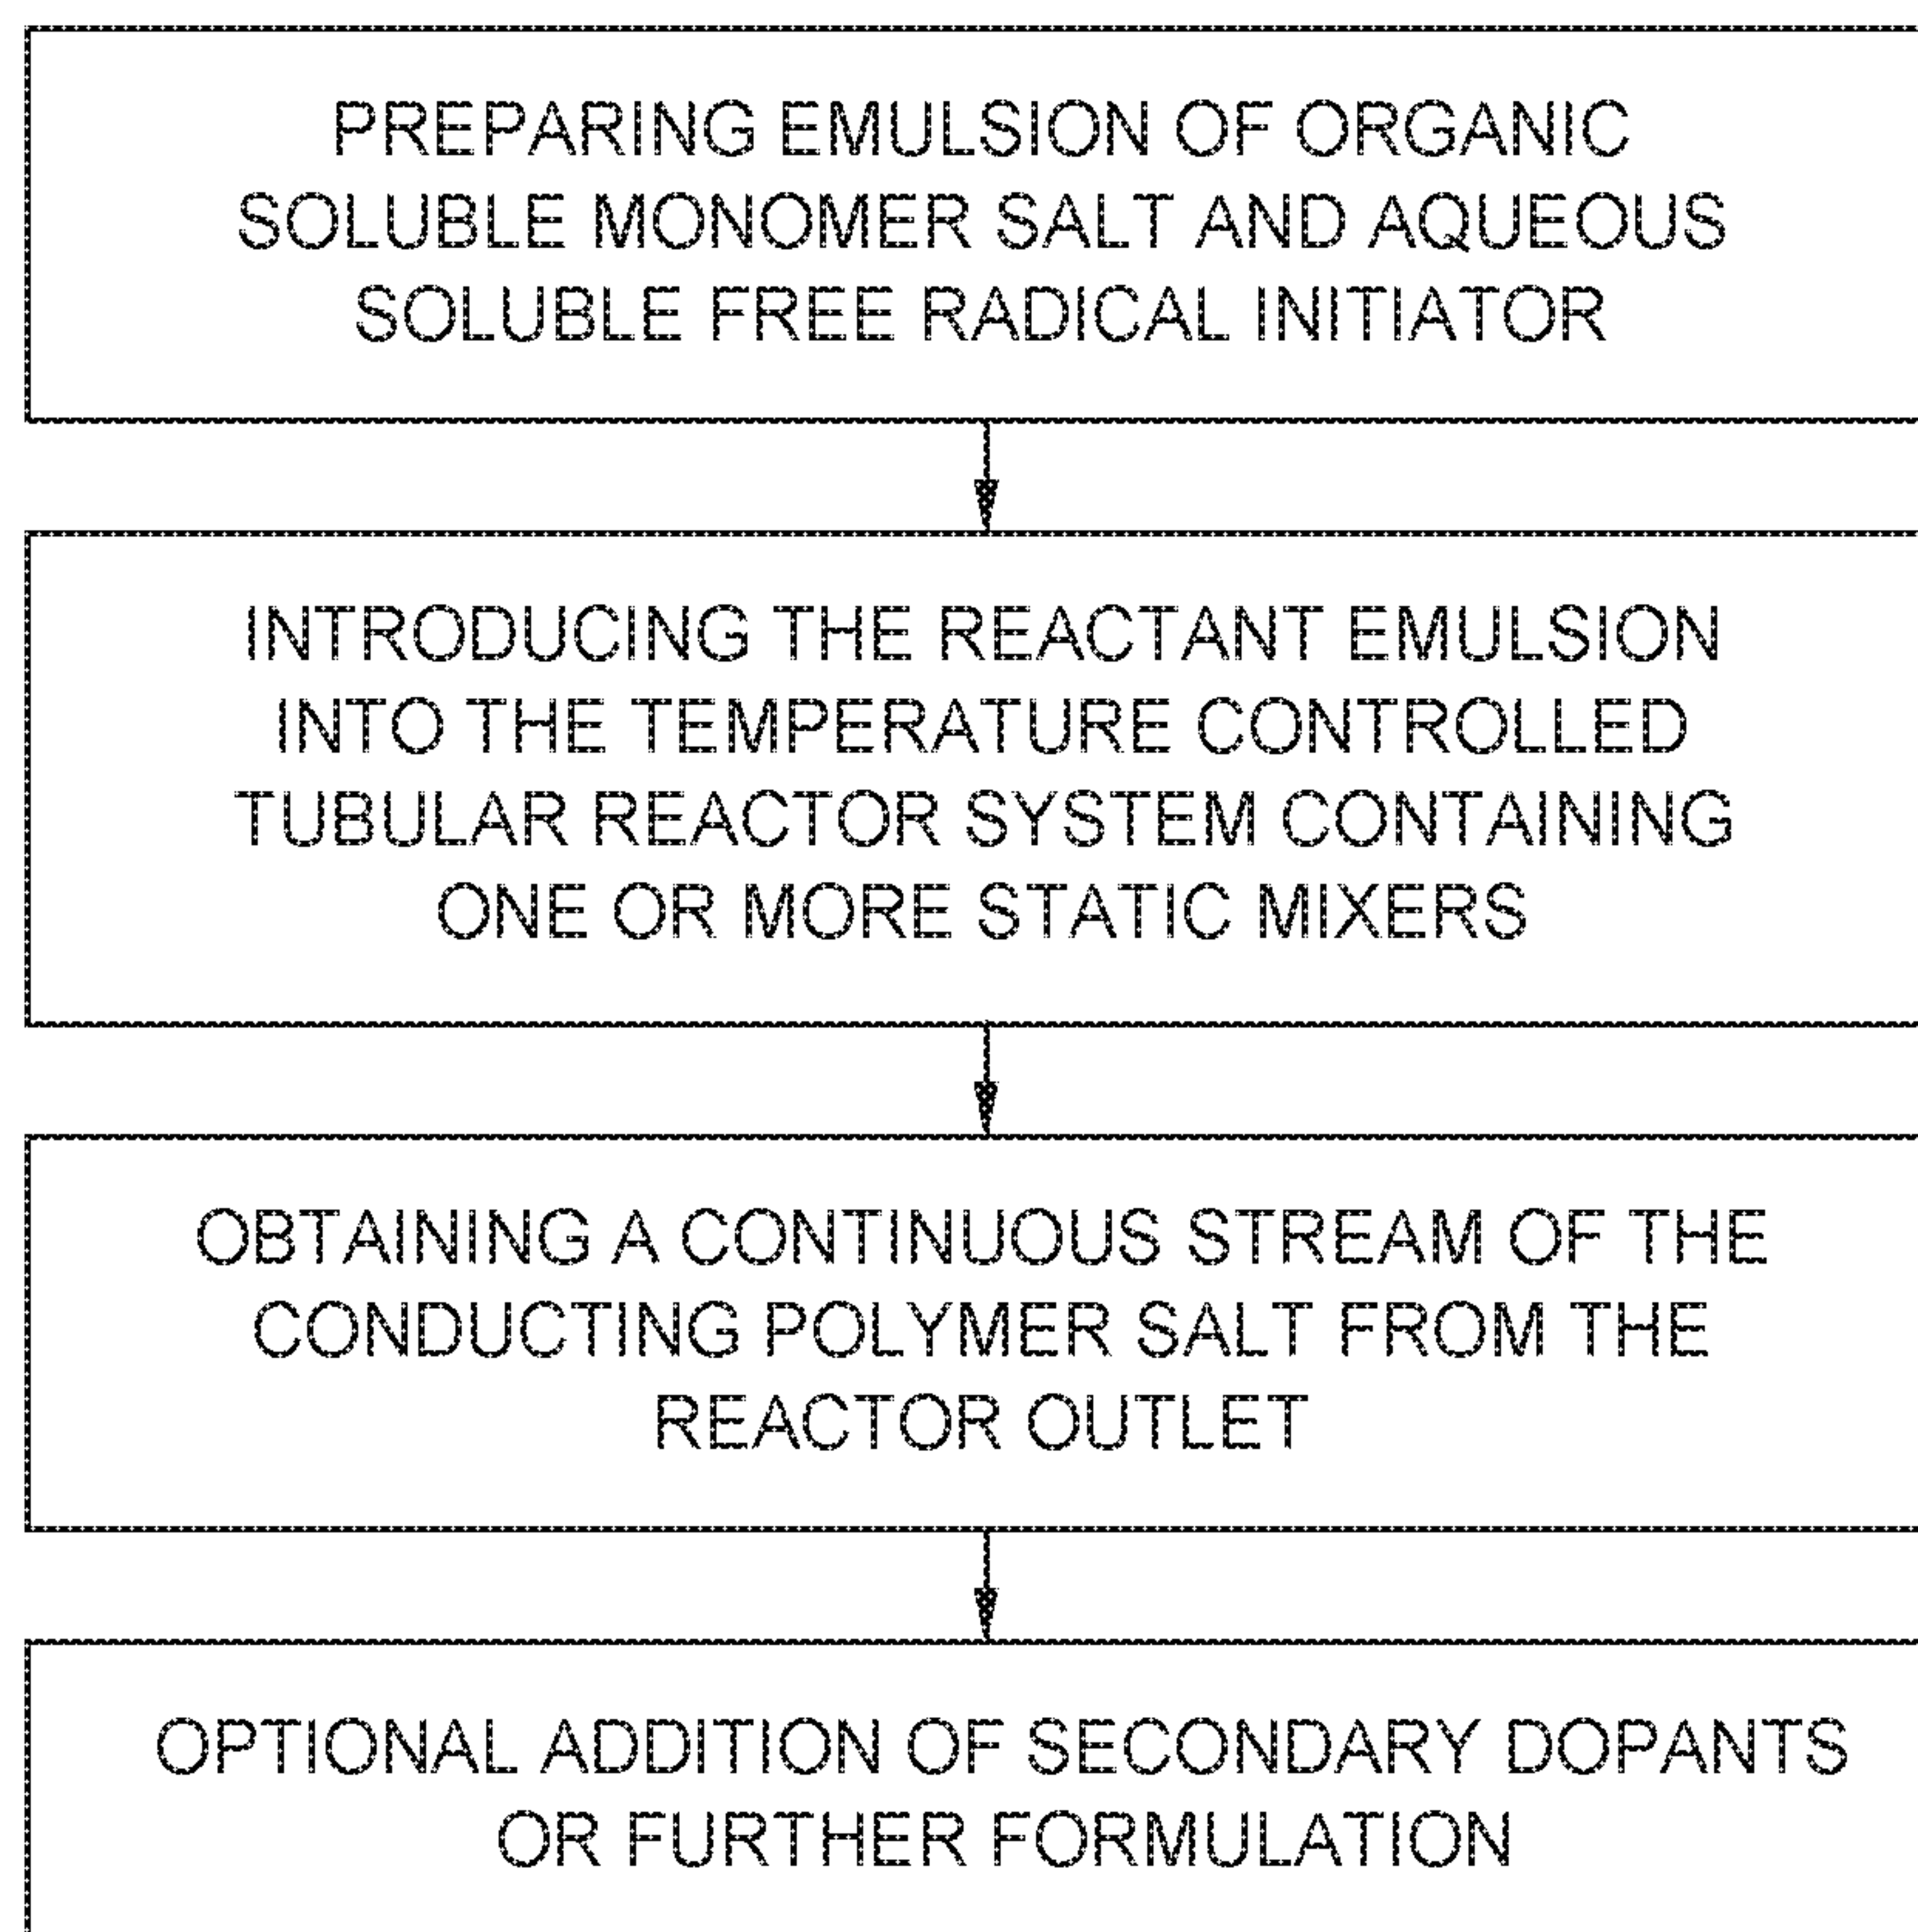 PREPARING EMULSION OF ORGANIC
SOLUBLE MONOMER SALT AND AQUEOUS
SOLUBLE FREE RADICAL INITIATOR
INTRODUCING THE REACTANT EMULSION
INTO THE TEMPERATURE CONTROLLED
TUBULAR REACTOR SYSTEM CONTAINING
ONE OR MORE STATIC MIXERS
OBTAINING A CONTINUOUS STREAM OF THE
CONDUCTING POLYMER SALT FROM THE
REACTOR OUTLET
OPTIONAL ADDITION OF SECONDARY DOPANTS
OR FURTHER FORMULATION